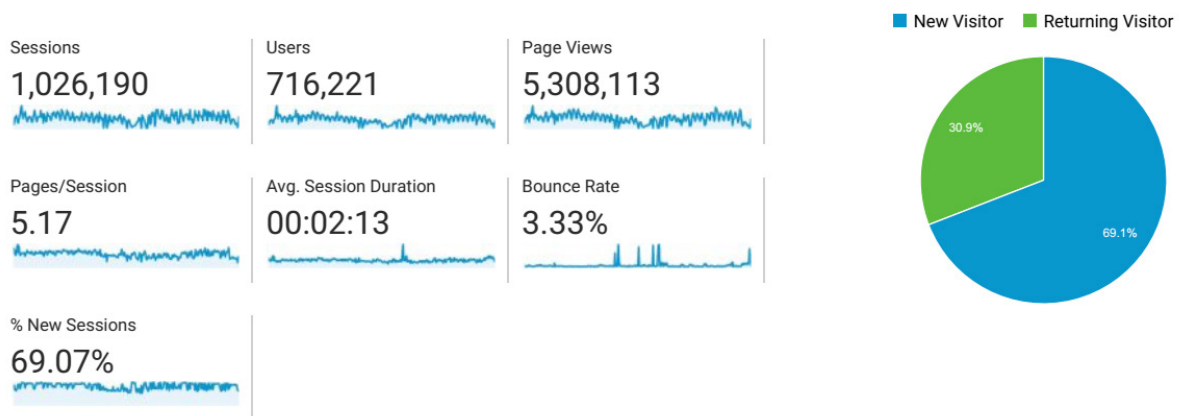 New Visitor Returning Visitor
Sessions Users Page Views
1,026,190 716,221 5,308,113
30.9%
Pages/Session Avg. Session Duration Bounce Rate
5.17 00:02:13 3.33%
69.1%
% New Sessions
69.07%